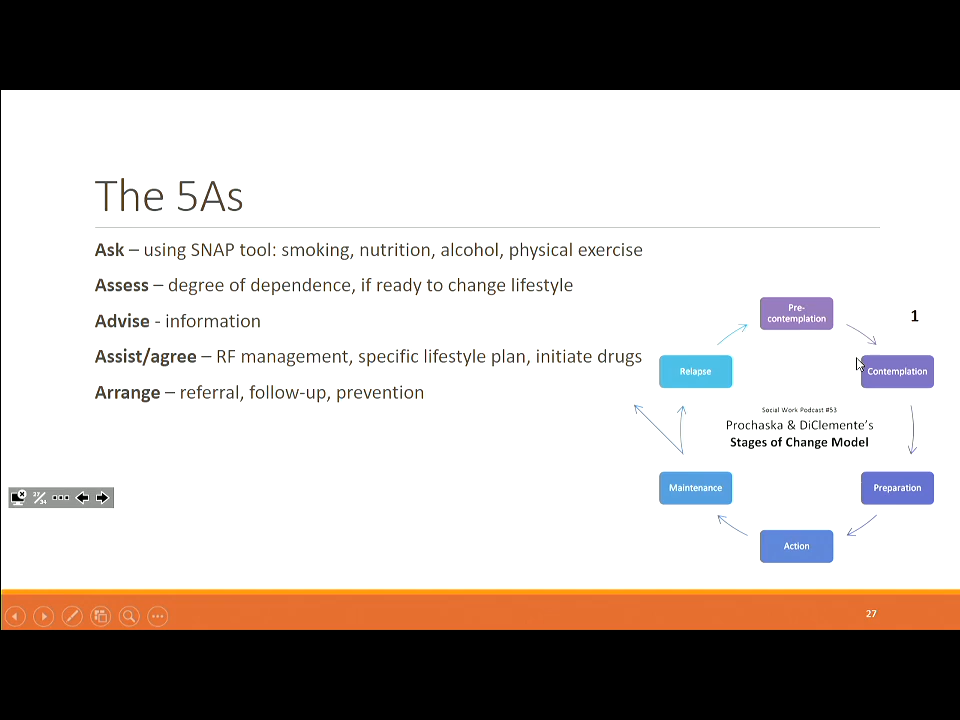 The 5As
Ask – using SNAP tool: smoking, nutrition, alcohol, physical exercise
Assess – degree of dependence, if ready to change lifestyle
Advise - information
Assist/agree – RF management, specific lifestyle plan, initiate drugs
Arrange – referral, follow-up, prevention
Pre-
contemplation
1
Relapse
Contemplation
Social Work Podcast #53
Prochaska & DiClemente's
Stages of Change Model
Maintenance
Preparation
Action
27/34
27